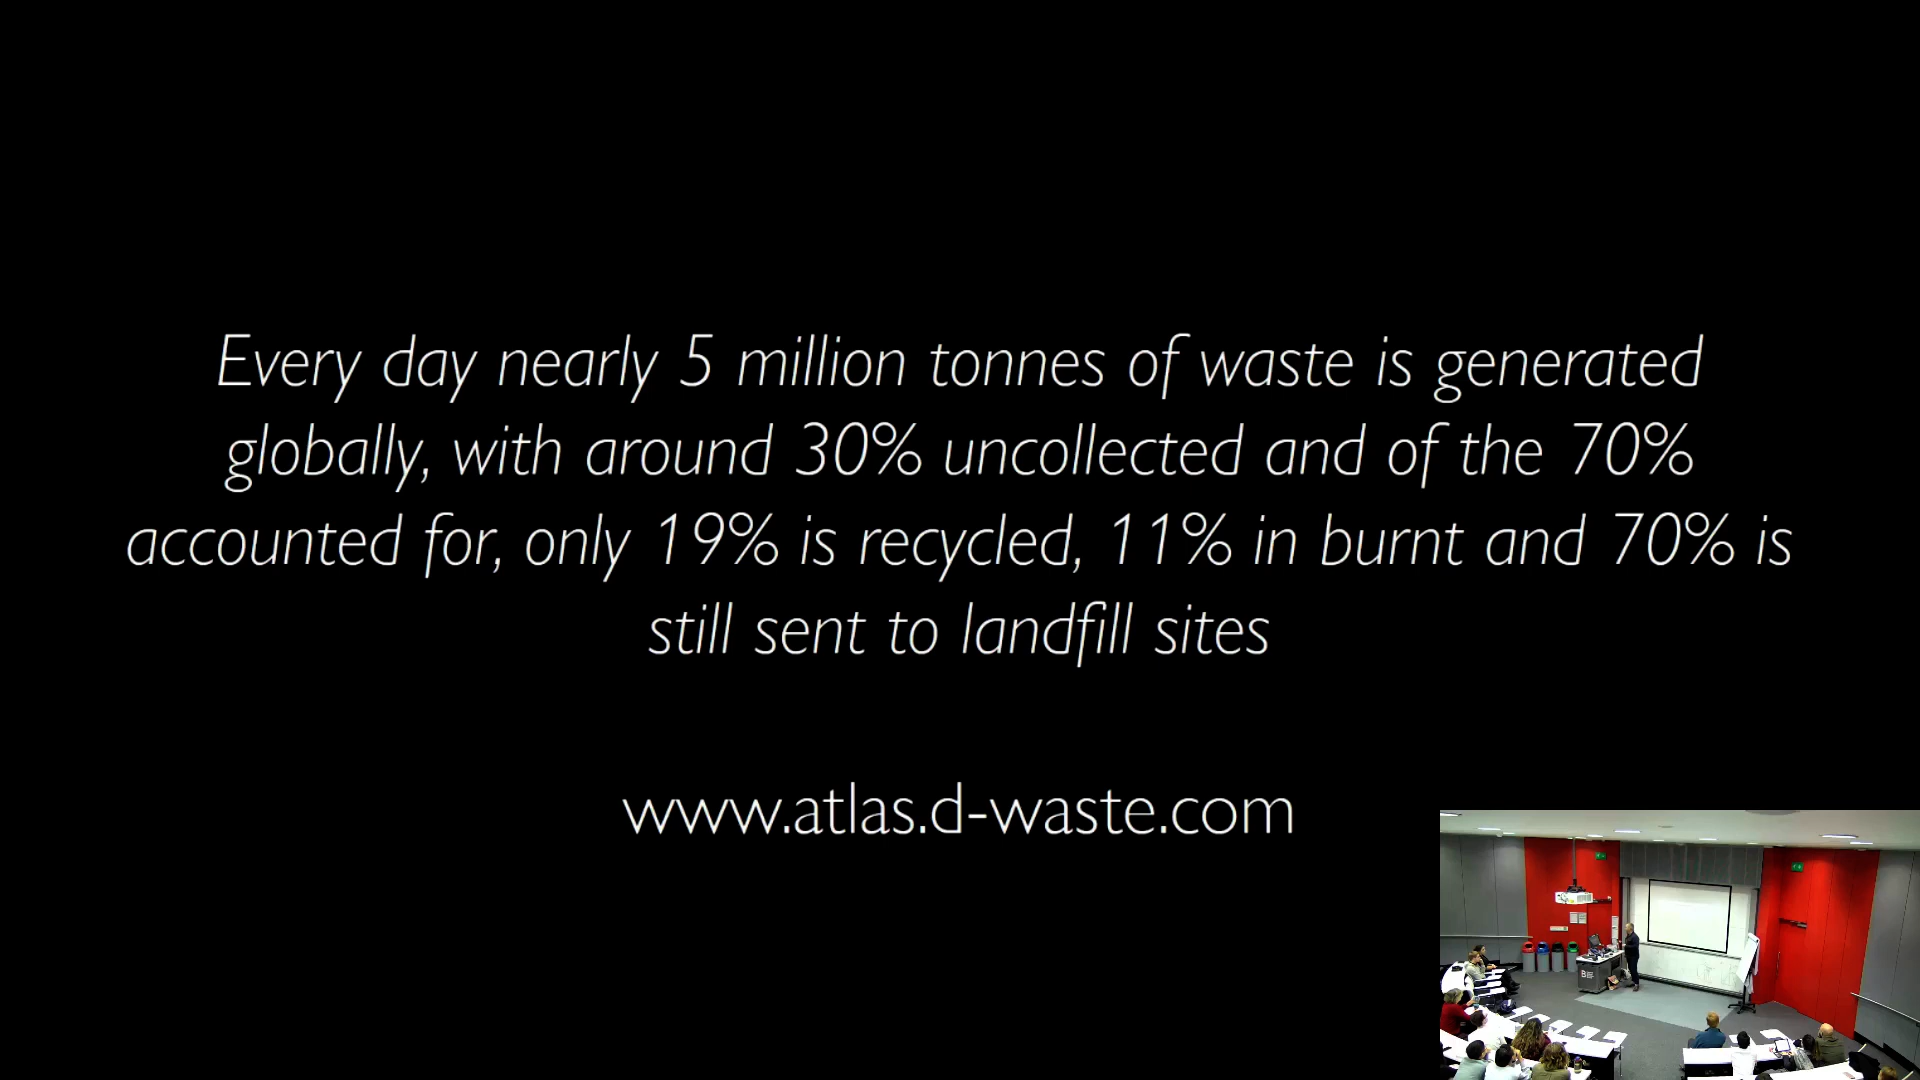 Every day nearly 5 million tonnes of waste is generated
globally, with around 30% uncollected and of the 70%
accounted for, only 19% is recycled, 11% in burnt and 70% is
still sent to landfill sites
www.atlas.d-waste.com